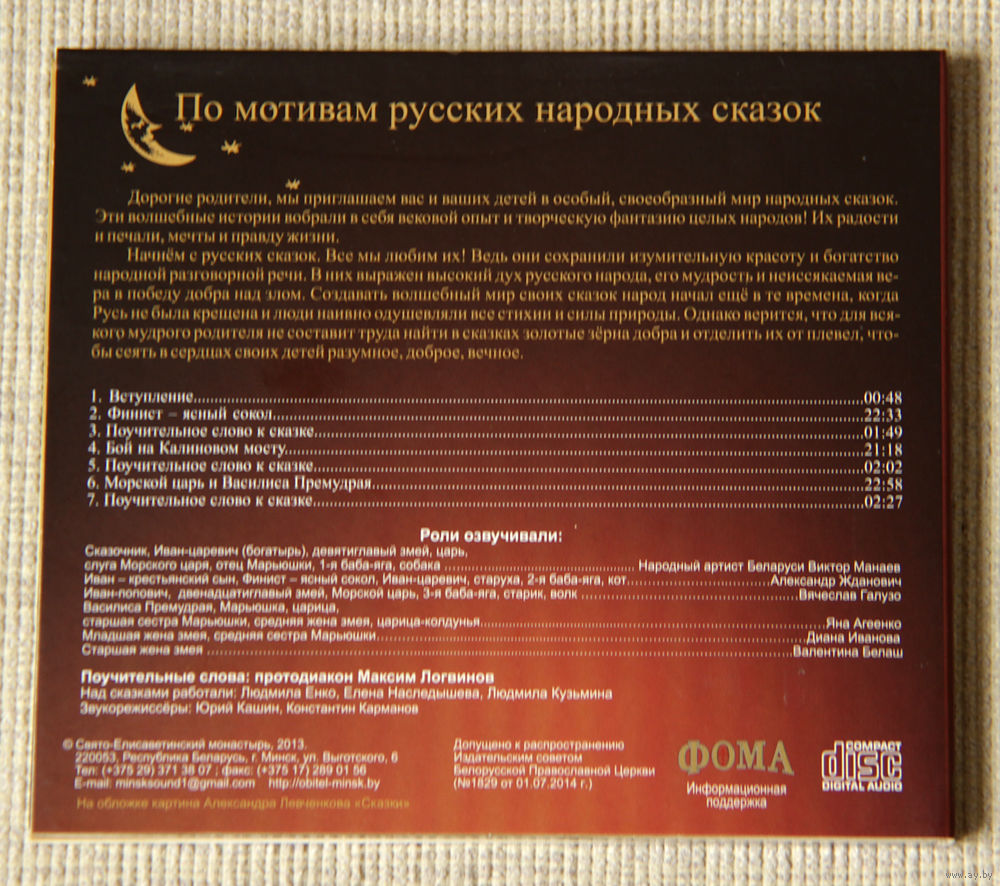 По мотивам русских народных сказок
Дорогие родители, мы приглашаем вас и ваших детей в особый, своеобразный мир народных сказок.
Эти волшебные истории вобрали в себя вековой опыт и творческую фантазию целых народов! Их радости
и печали, мечты и правду жизни.
Начнём с русских сказок. Все мы любим их! Ведь они сохранили изумительную красоту и богатство
народной разговорной речи. В них выражен высокий дух русского народа, его мудрость и неиссякаемая ве-
ра в победу добра над злом. Создавать волшебный мир своих сказок народ начал ещё в те времена, когда
Русь не была крещена и люди наивно одушевляли все стихии и силы природы. Однако верится, что для вся-
кого мудрого родителя не составит труда найти в сказках золотые зёрна добра и отделить их от плевел, что-
бы сеять в сердцах своих детей разумное, доброе, вечное.
1. Вступление...00:48
2. Финист – ясный сокол...22:33
3. Поучительное слово к сказке...01:49
4. Бой на Калиновом мосту...21:18
5. Поучительное слово к сказке...02:02
6. Морской царь и Василиса Премудрая...22:58
7. Поучительное слово к сказке...02:27
Роли озвучивали:
Сказочник, Иван-царевич (богатырь), девятиглавый змей, царь,
слуга Морского царя, отец Марьюшки, 1-я баба-яга, собака ... Народный артист Беларуси Виктор Манаев
Иван – крестьянский сын, Финист – ясный сокол, Иван-царевич, старуха, 2-я баба-яга, кот...Александр Жданович
Иван-попович, двенадцатиглавый змей, Морской царь, 3-я баба-яга, старик, волк ...Вячеслав Галузо
Василиса Премудрая, Марьюшка, царица,
старшая сестра Марьюшки, средняя жена змея, царица-колдунья...Яна Агеенко
Младшая жена змея, средняя сестра Марьюшки...Диана Иванова
Старшая жена змея ...Валентина Белаш
Поучительные слова: протодиакон Максим Логвинов
Над сказками работали: Людмила Енко, Елена Наследышева, Людмила Кузьмина
Звукорежиссёры: Юрий Кашин, Константин Карманов
© Свято-Елисаветинский монастырь, 2013.
220053, Республика Беларусь, г. Минск, ул. Выготского, 6
Тел: (+375 29) 371 38 07 ; факс: (+375 17) 289 01 56
E-mail: minsksound1@gmail.com http://obitel-minsk.by
На обложке картина Александра Левченкова «Сказки»
Допущено к распространению
Издательским советом
Белорусской Православной Церкви
(№1829 от 01.07.2014 г.)
ФОМА
Информационная
поддержка
COMPACT
disc
DIGITAL AUDIO
www.ay.by